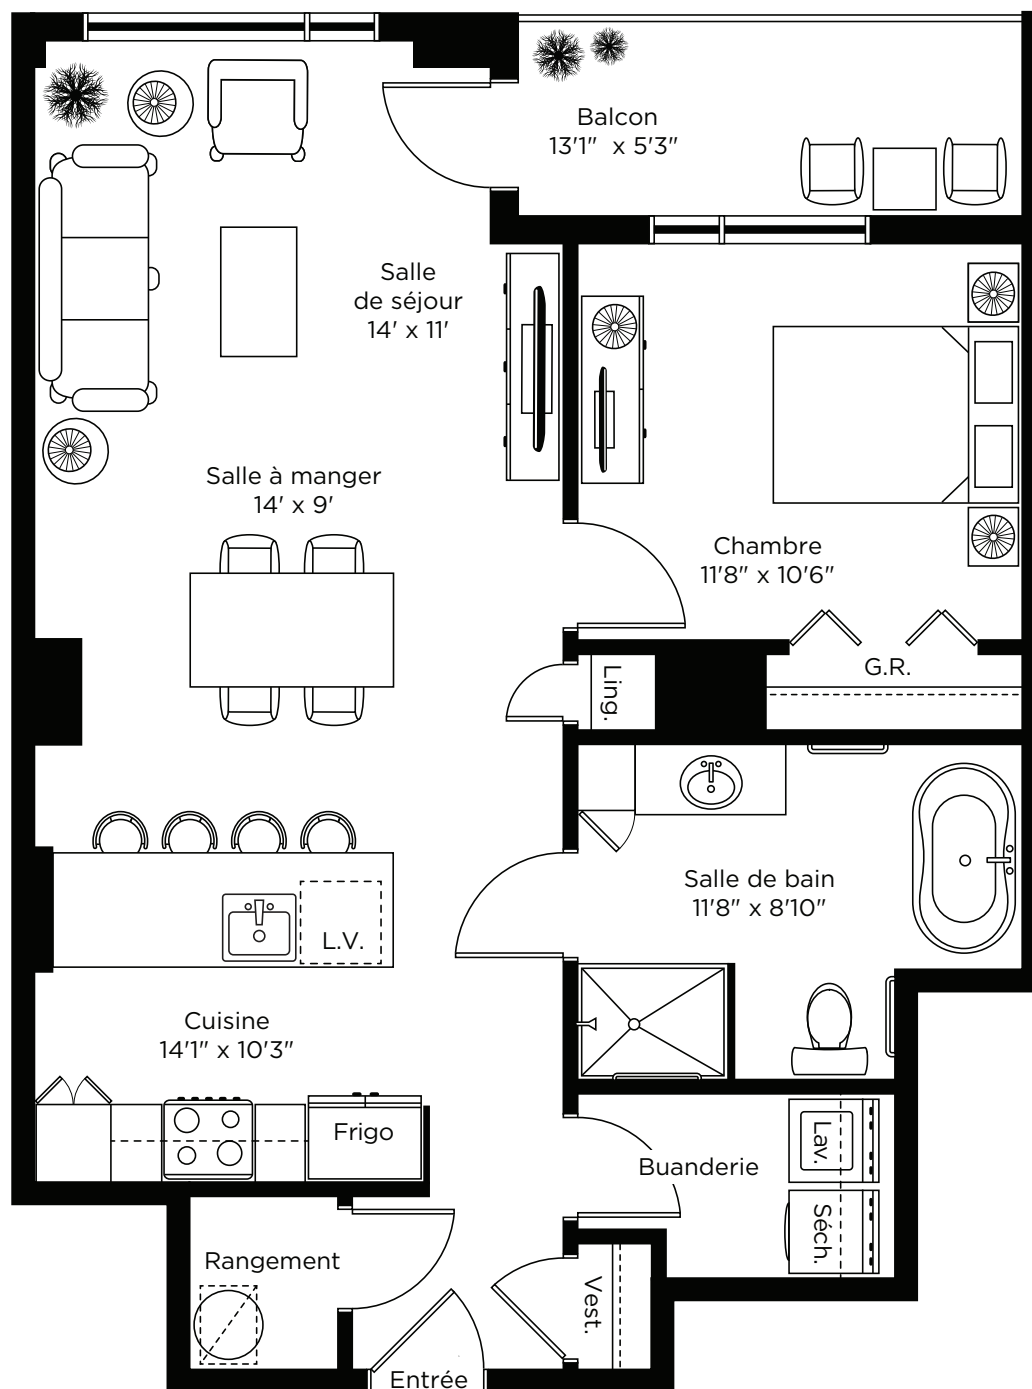 Balcon
13'1" x 5'3"
Salle
de séjour
14' x 11'
Salle à manger
14' x 9'
Chambre
11'8" x 10'6"
G.R.
Ling.
Salle de bain
11'8" x 8'10"
L.V.
Cuisine
14'1" x 10'3"
Frigo
Lav.
Buanderie
Séch.
Rangement
Vest.
Entrée